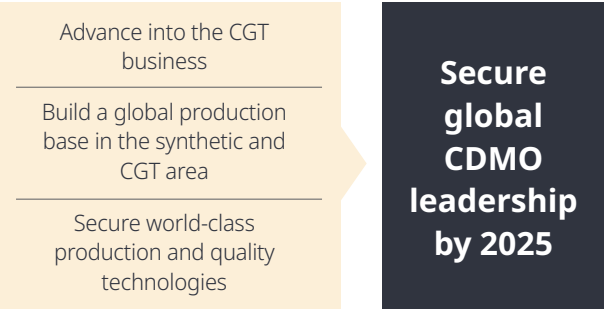 Advance into the CGT
business
Build a global production
base in the synthetic and
CGT area
Secure world-class
production and quality
technologies
Secure
global
CDMO
leadership
by 2025